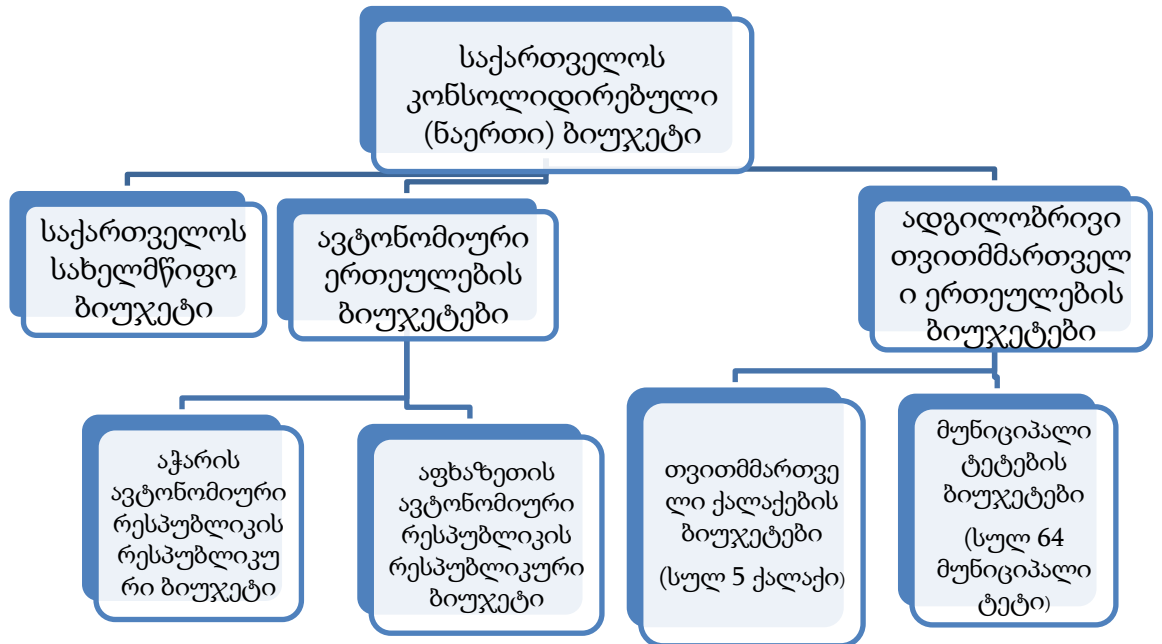 საქართველოს
კონსოლიდირებული
(ნაერთი) ბიუჯეტი
საქართველოს
სახელმწიფო
ბიუჯეტი
ავტონომიური
ერთეულების
ბიუჯეტები
ადგილობრივი
თვითმმართველ
ი ერთეულების
ბიუჯეტები
აჭარის
ავტონომიური
რესპუბლიკის
რესპუბლიკუ
რი ბიუჯეტი
აფხაზეთის
ავტონომიური
რესპუბლიკის
რესპუბლიკური
ბიუჯეტი
თვითმმართვე
ლი ქალაქების
ბიუჯეტები
(სულ 5 ქალაქი)
მუნიციპალი
ტეტების
ბიუჯეტები
(სულ 64
მუნიციპალი
ტეტი)